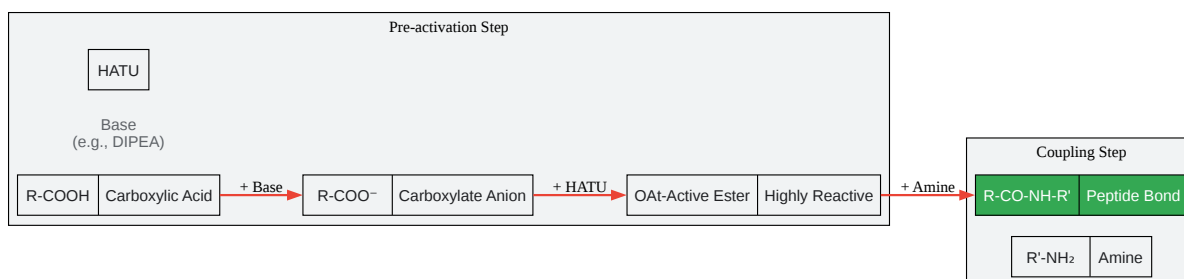 Pre-activation Step
HATU
Base
(e.g., DIPEA)
R-COOH Carboxylic Acid
+ Base
R-COO⁻ Carboxylate Anion
+ HATU
OAt-Active Ester Highly Reactive
+ Amine
Coupling Step
R-CO-NH-R' Peptide Bond
R'-NH₂ Amine